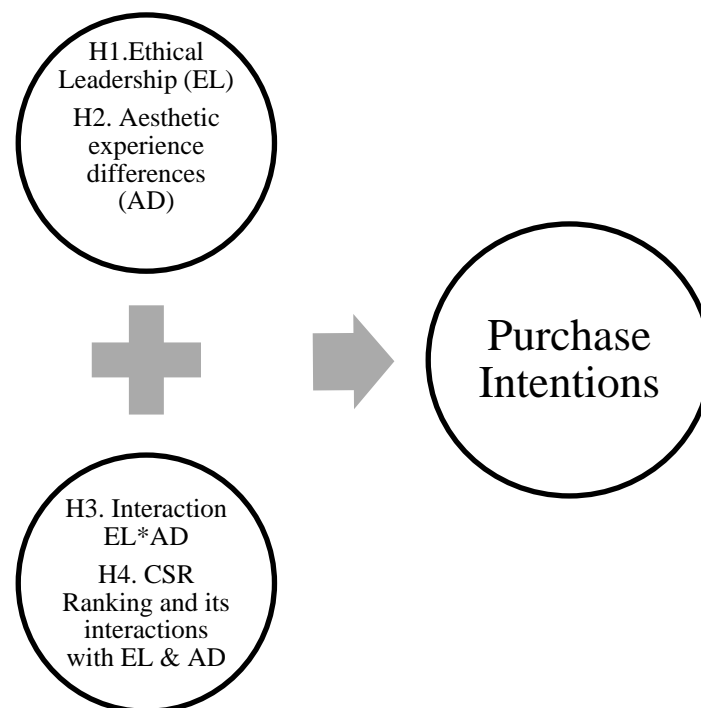 H1.Ethical
Leadership (EL)
H2. Aesthetic
experience
differences
(AD)
Purchase
Intentions
H3. Interaction
EL*AD
H4. CSR
Ranking and its
interactions
with EL & AD